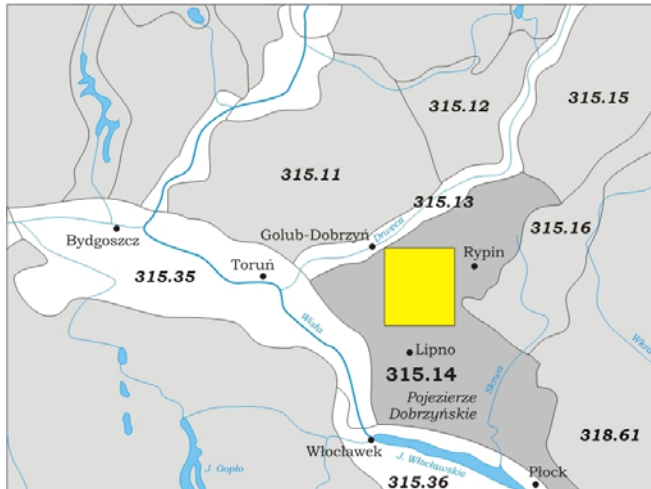 315.12
315.15
315.11
315.13
Drwęca
Golub-Dobrzyń
315.16
Bydgoszcz
Toruń
Rypin
315.35
Wisła
Wkra
Lipno
315.14
Skrwa
Pojezierze
Dobrzyńskie
318.61
Włocławek
J. Gopło
J. Włocławskie
Płock
315.36